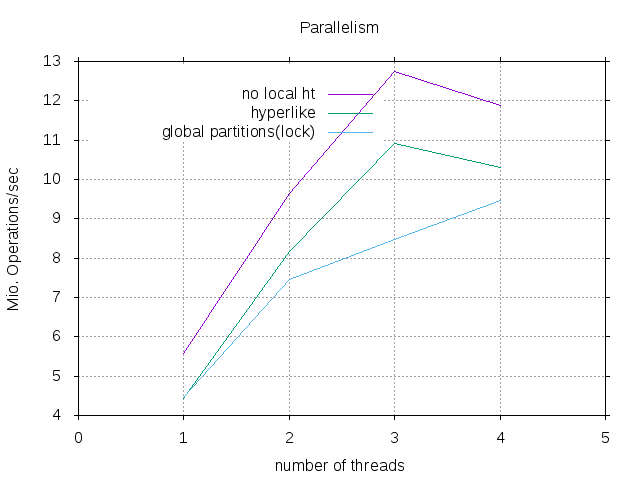 Parallelism
13
12
11
10
9
8
7
6
5
4
0 1 2 3 4 5
Mio. Operations/sec
number of threads
no local ht
hyperlike
global partitions(lock)